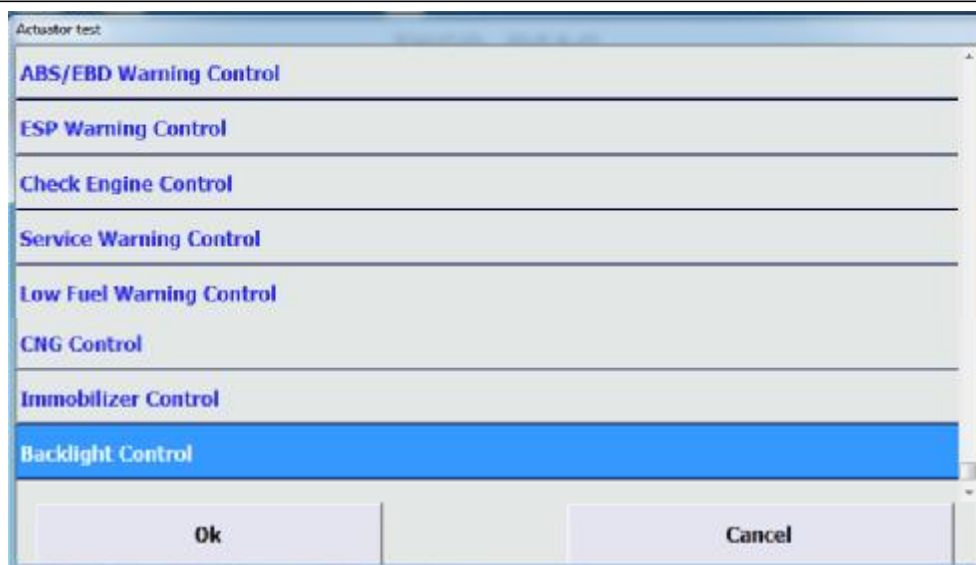 Actuator test
ABS/EBD Warning Control
ESP Warning Control
Check Engine Control
Service Warning Control
Low Fuel Warning Control
CNG Control
Immobilizer Control
Backlight Control
Ok
Cancel